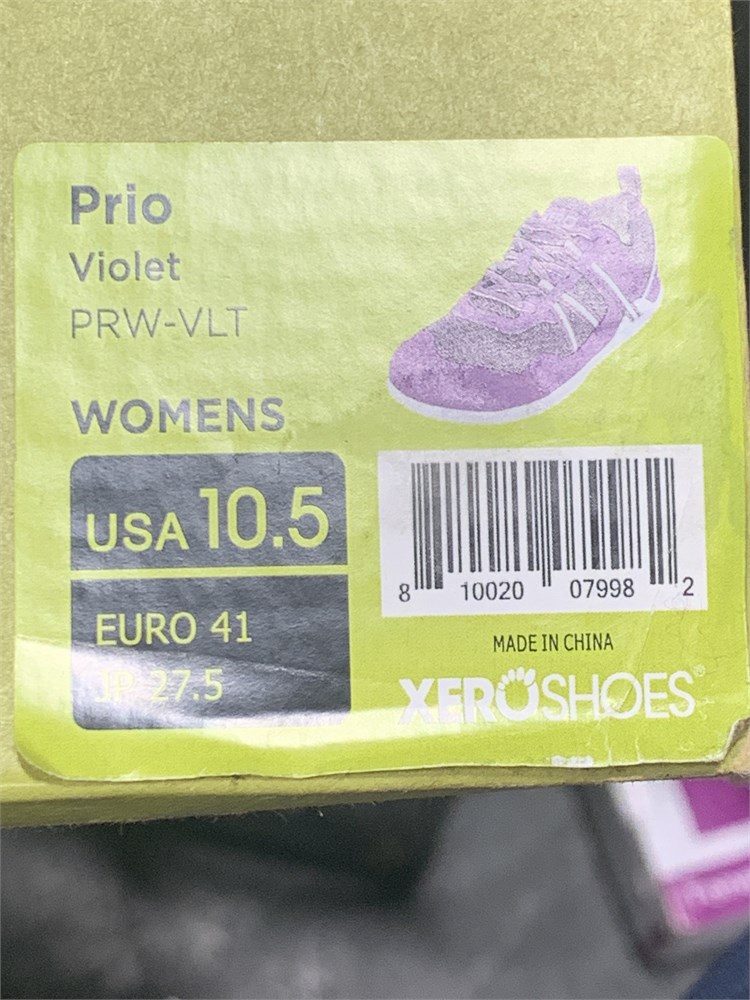 Prio
Violet
PRW-VLT
WOMENS
USA 10.5
EURO 41
JP 27.5
8 10020 07998 2
MADE IN CHINA
XEROSHOES®